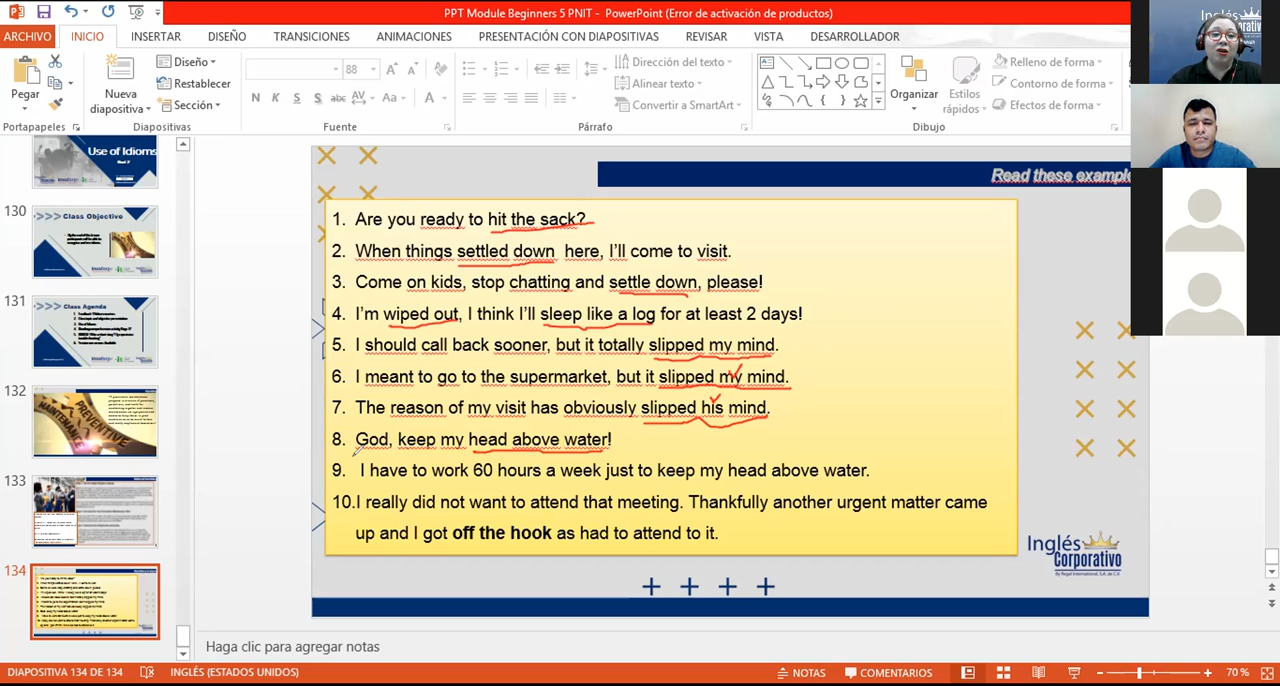 PPT Module Beginners 5 PNIT - PowerPoint (Error de activación de productos)
ARCHIVO INICIO INSERTAR DISEÑO TRANSICIONES ANIMACIONES PRESENTACIÓN CON DIAPOSITIVAS REVISAR VISTA DESARROLLADOR
Pegar
Nueva diapositiva
Diseño
Restablecer
Sección
88
N K S S abc AV Aa A
Dirección del texto
Alinear texto
Convertir a SmartArt
Organizar
Estilos rápidos
Relleno de forma
Contorno de forma
Efectos de forma
Portapapeles Diapositivas Fuente Párrafo Dibujo
Use of Idioms
130
Class Objective
131
Class Agenda
132
PREVENTIVE
MAINTENANCE
133
134
Read these example
1. Are you ready to hit the sack?
2. When things settled down here, I'll come to visit.
3. Come on kids, stop chatting and settle down, please!
4. I'm wiped out, I think I'll sleep like a log for at least 2 days!
5. I should call back sooner, but it totally slipped my mind.
6. I meant to go to the supermarket, but it slipped my mind.
7. The reason of my visit has obviously slipped his mind.
8. God, keep my head above water!
9. I have to work 60 hours a week just to keep my head above water.
10.I really did not want to attend that meeting. Thankfully another urgent matter came
up and I got off the hook as had to attend to it.
Inglés
Corporativo
By Regal International, S.A. de C.V.
Haga clic para agregar notas
DIAPOSITIVA 134 DE 134 INGLÉS (ESTADOS UNIDOS) NOTAS COMENTARIOS 70 %